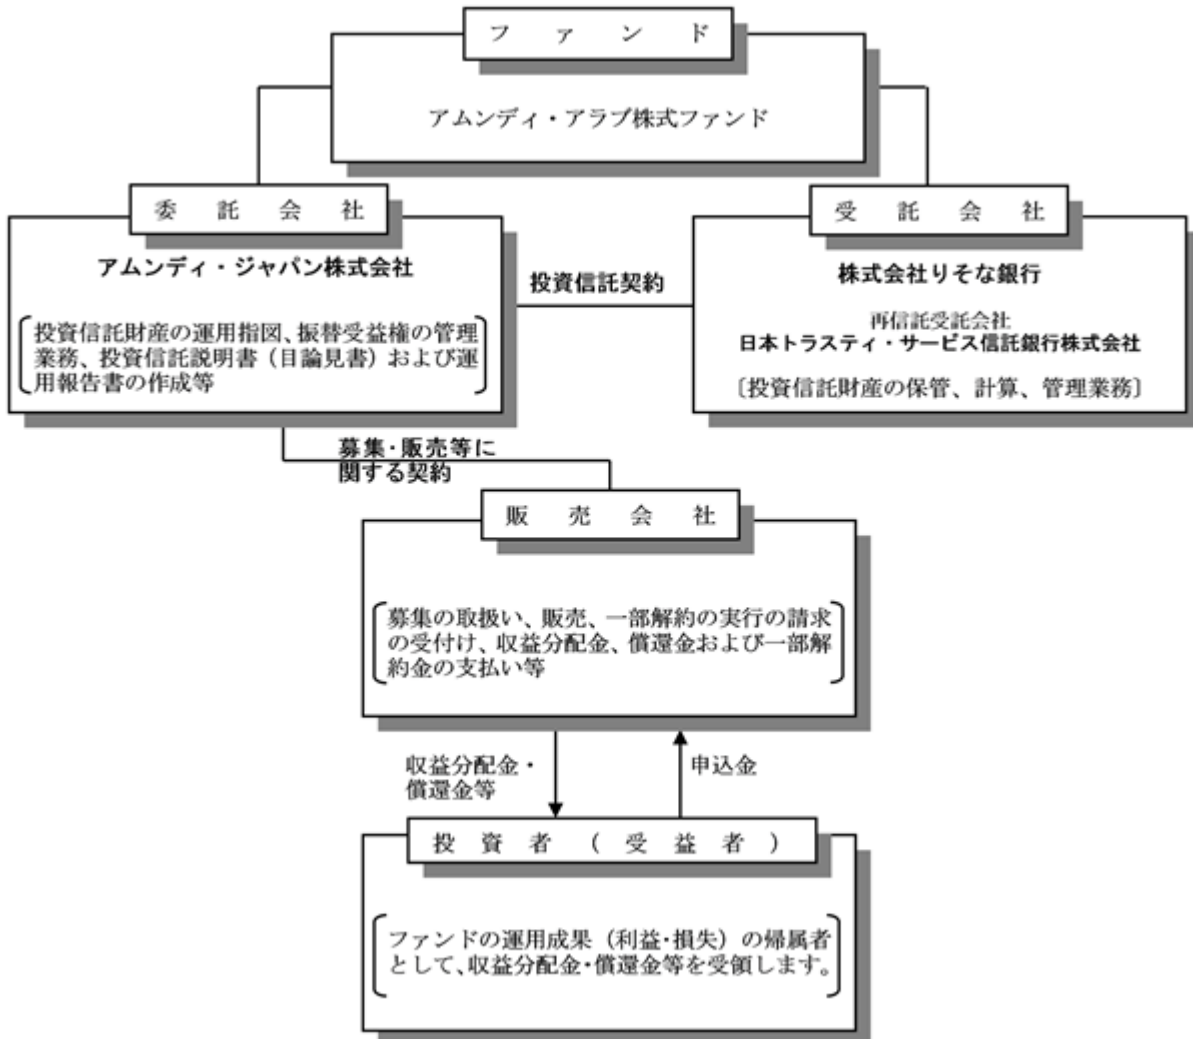 ファンド
アムンディ・アラブ株式ファンド
委託会社
アムンディ・ジャパン株式会社
投資信託財産の運用指図、振替受益権の管理
業務、投資信託説明書（目論見書）および運
用報告書の作成等
投資信託契約
受託会社
株式会社りそな銀行
再信託受託会社
日本トラスティ・サービス信託銀行株式会社
〔投資信託財産の保管、計算、管理業務〕
募集・販売等に
関する契約
販売会社
募集の取扱い、販売、一部解約の実行の請求
の受付け、収益分配金、償還金および一部解
約金の支払い等
収益分配金・
償還金等
申込金
投資者（受益者）
ファンドの運用成果（利益・損失）の帰属者
として、収益分配金・償還金等を受領します。